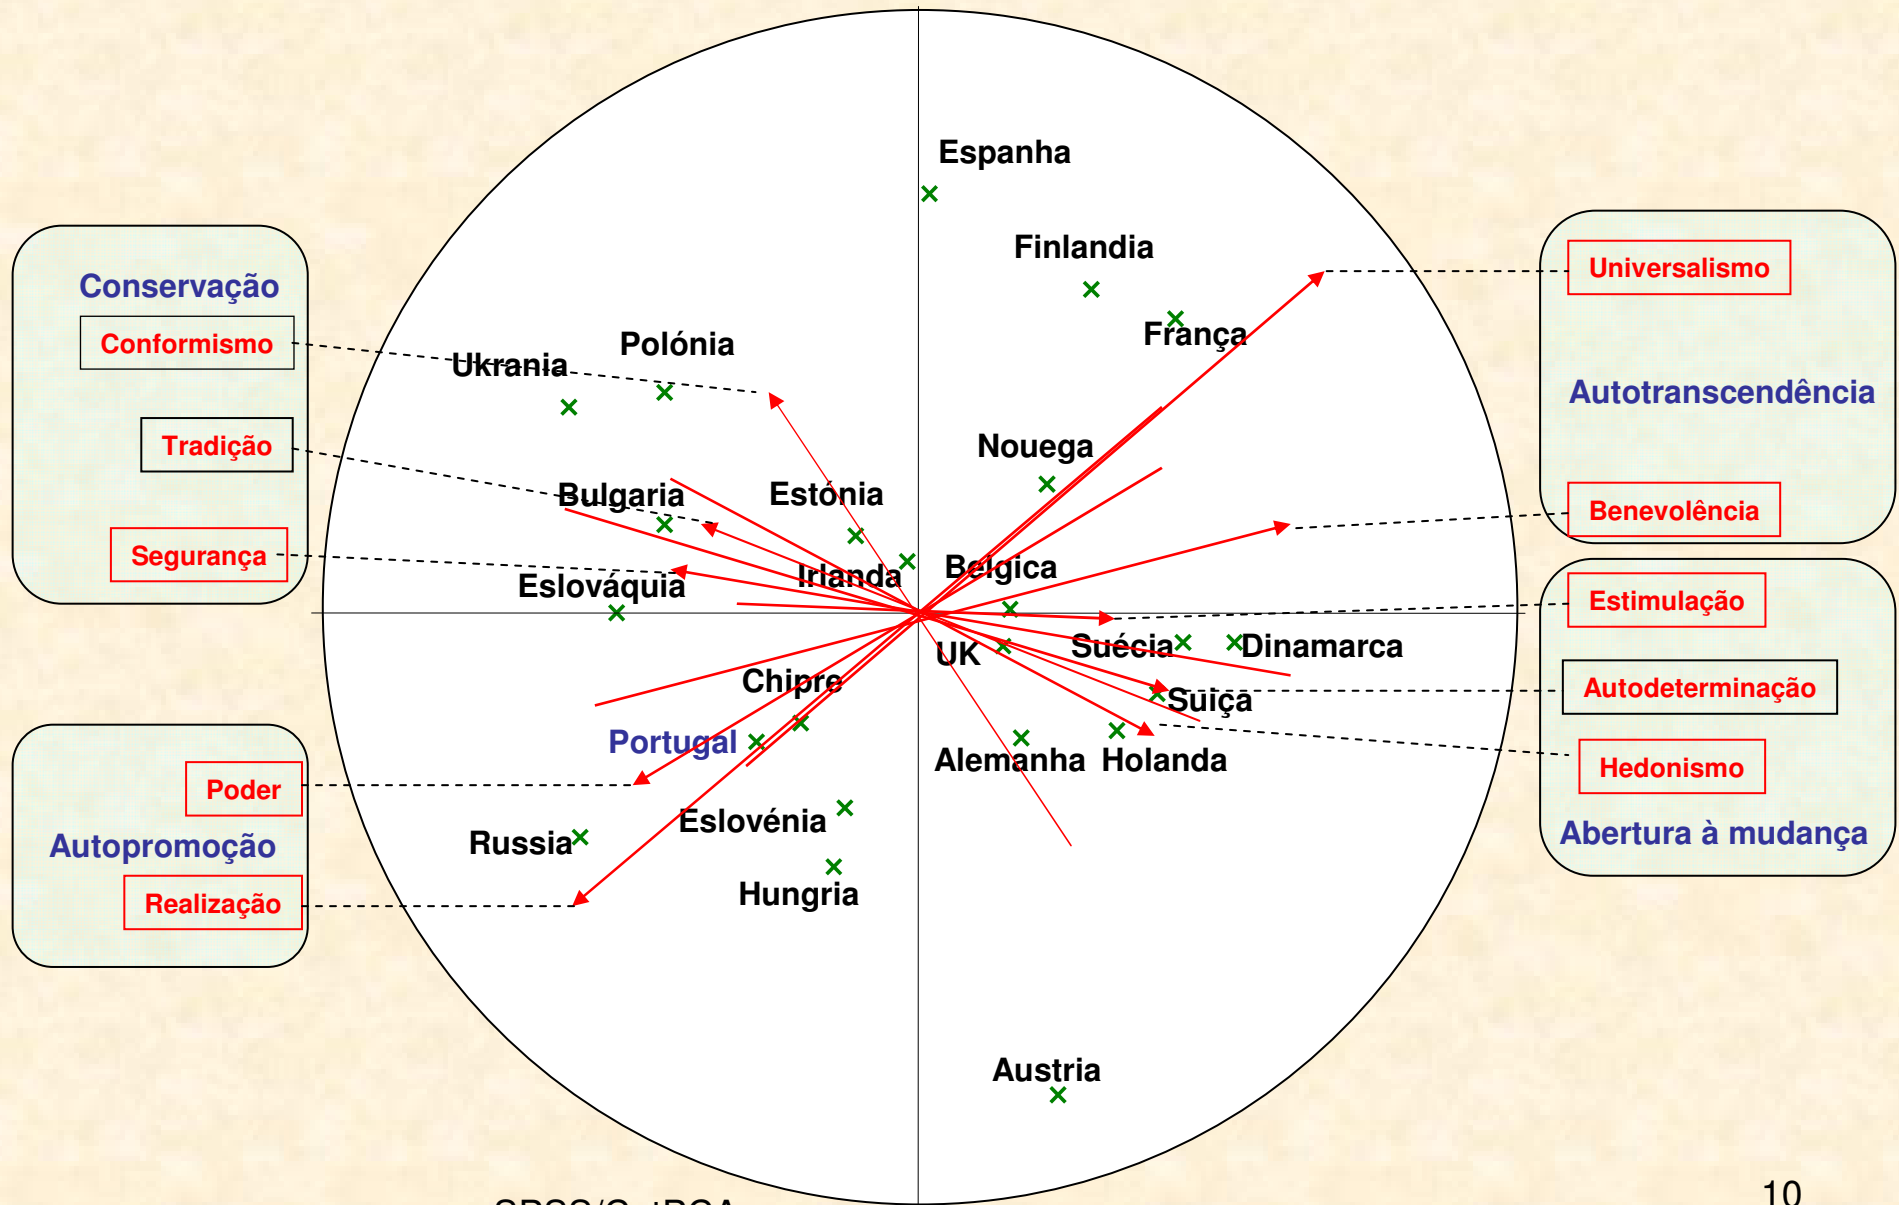 Espanha
Finlandia
França
Polónia
Ukrania
Nouega
Bulgaria
Estónia
Irlanda
Belgica
Eslováquia
UK
Suécia
Dinamarca
Chipre
Suiça
Portugal
Alemanha
Holanda
Eslovénia
Russia
Hungria
Austria
Conservação
Conformismo
Tradição
Segurança
Poder
Autopromoção
Realização
Universalismo
Autotranscendência
Benevolência
Estimulação
Autodeterminação
Hedonismo
Abertura à mudança
SPSS/CatPCA
10